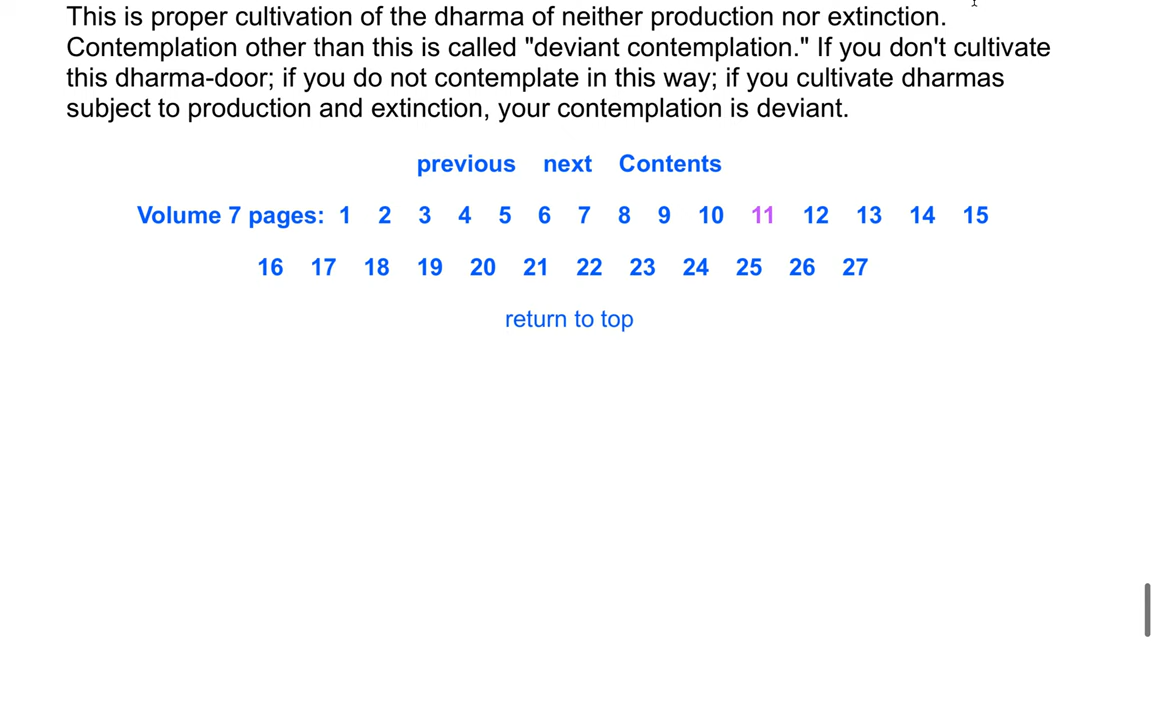 This is proper cultivation of the dharma of neither production nor extinction.
Contemplation other than this is called "deviant contemplation." If you don't cultivate
this dharma-door; if you do not contemplate in this way; if you cultivate dharmas
subject to production and extinction, your contemplation is deviant.
previous next Contents
Volume 7 pages: 1 2 3 4 5 6 7 8 9 10 11 12 13 14 15
16 17 18 19 20 21 22 23 24 25 26 27
return to top